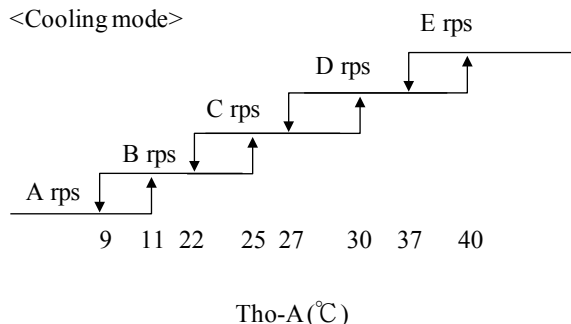 <Cooling mode>
E rps
D rps
C rps
B rps
A rps
9 11 22 25 27 30 37 40
Tho-A(℃)